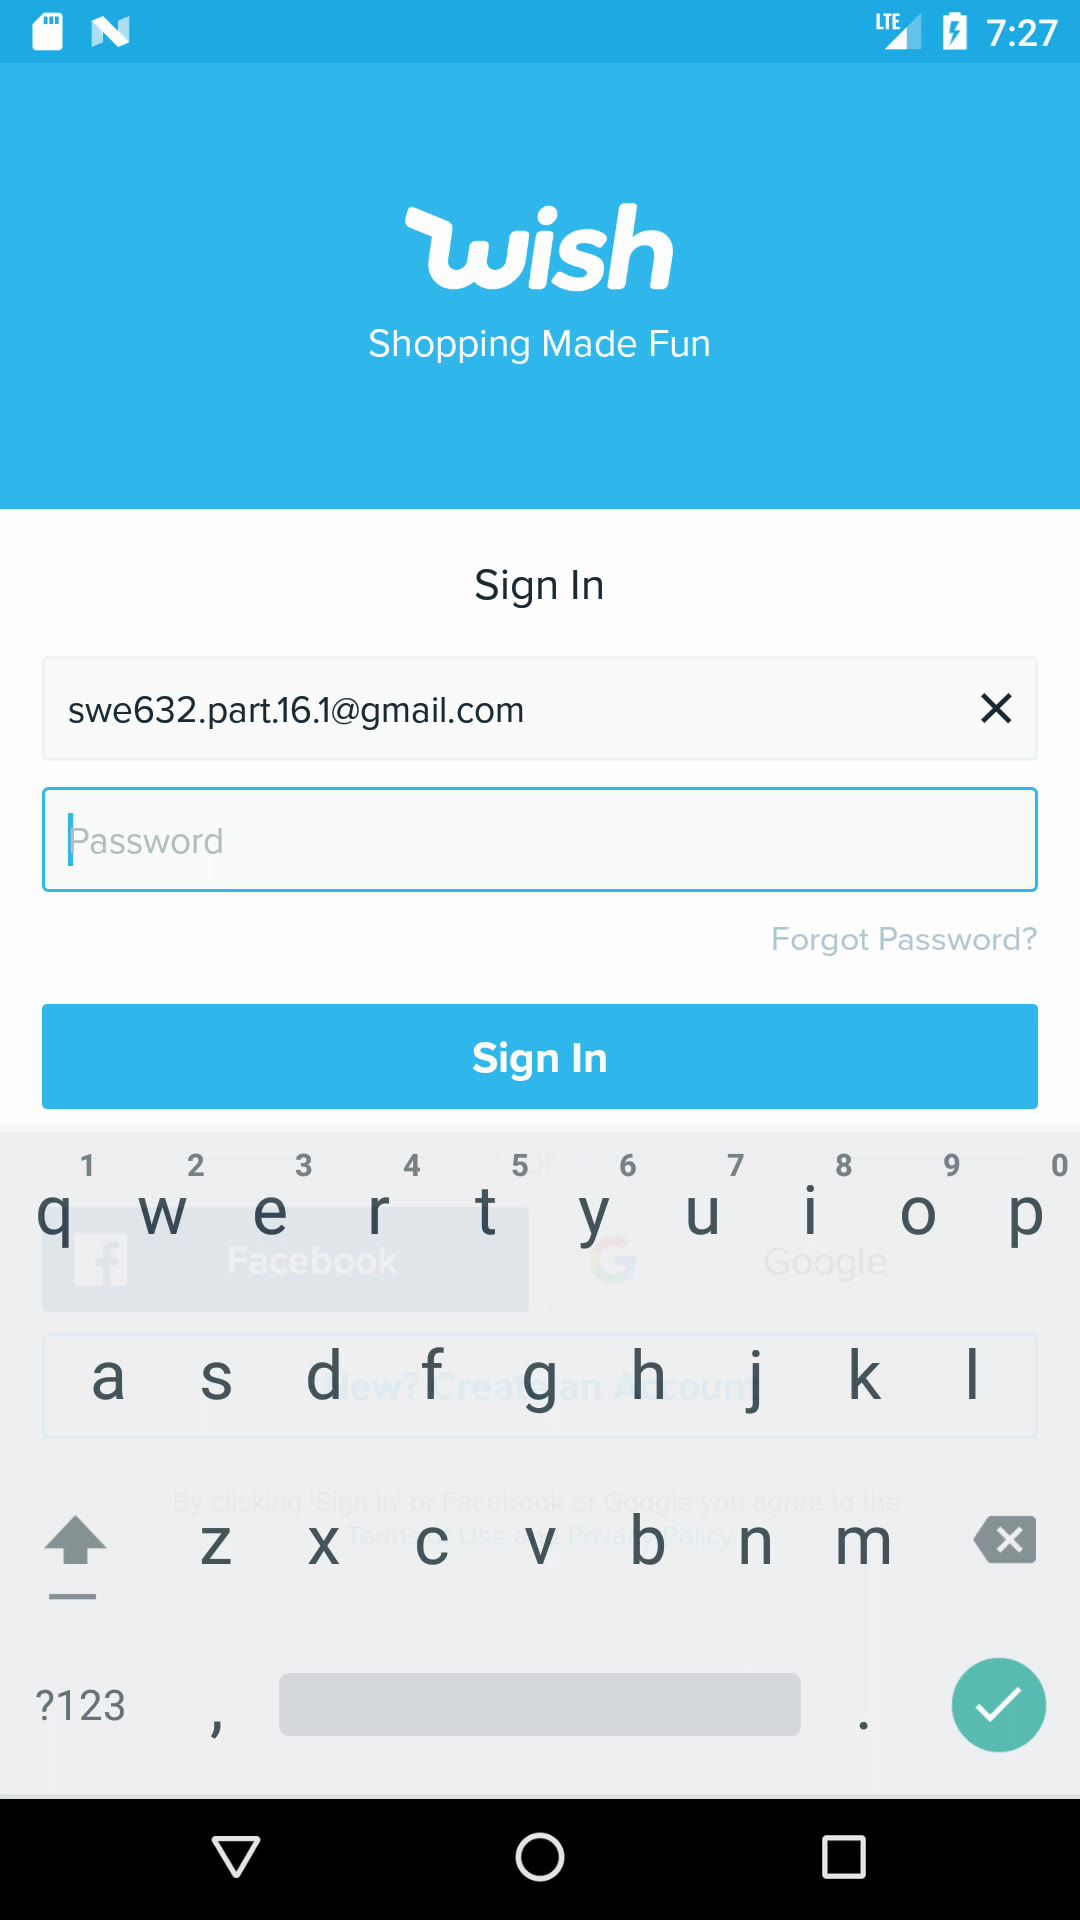 LTE 7:27
wish
Shopping Made Fun
Sign In
swe632.part.16.1@gmail.com
Password
Forgot Password?
Sign In
or
1 2 3 4 5 6 7 8 9 0
q w e r t y u i o p
Facebook Google
a s d f g h j k l
New? Create an Account
By clicking 'Sign In' or Facebook or Google you agree to the
Terms of Use and Privacy Policy
z x c v b n m
?123 , .